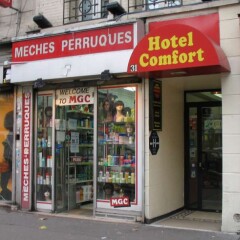 MECHES PERRUQUES
31
Hotel
Comfort
WELCOME TO
MGC
MECHES-PERRUQUES
MGC